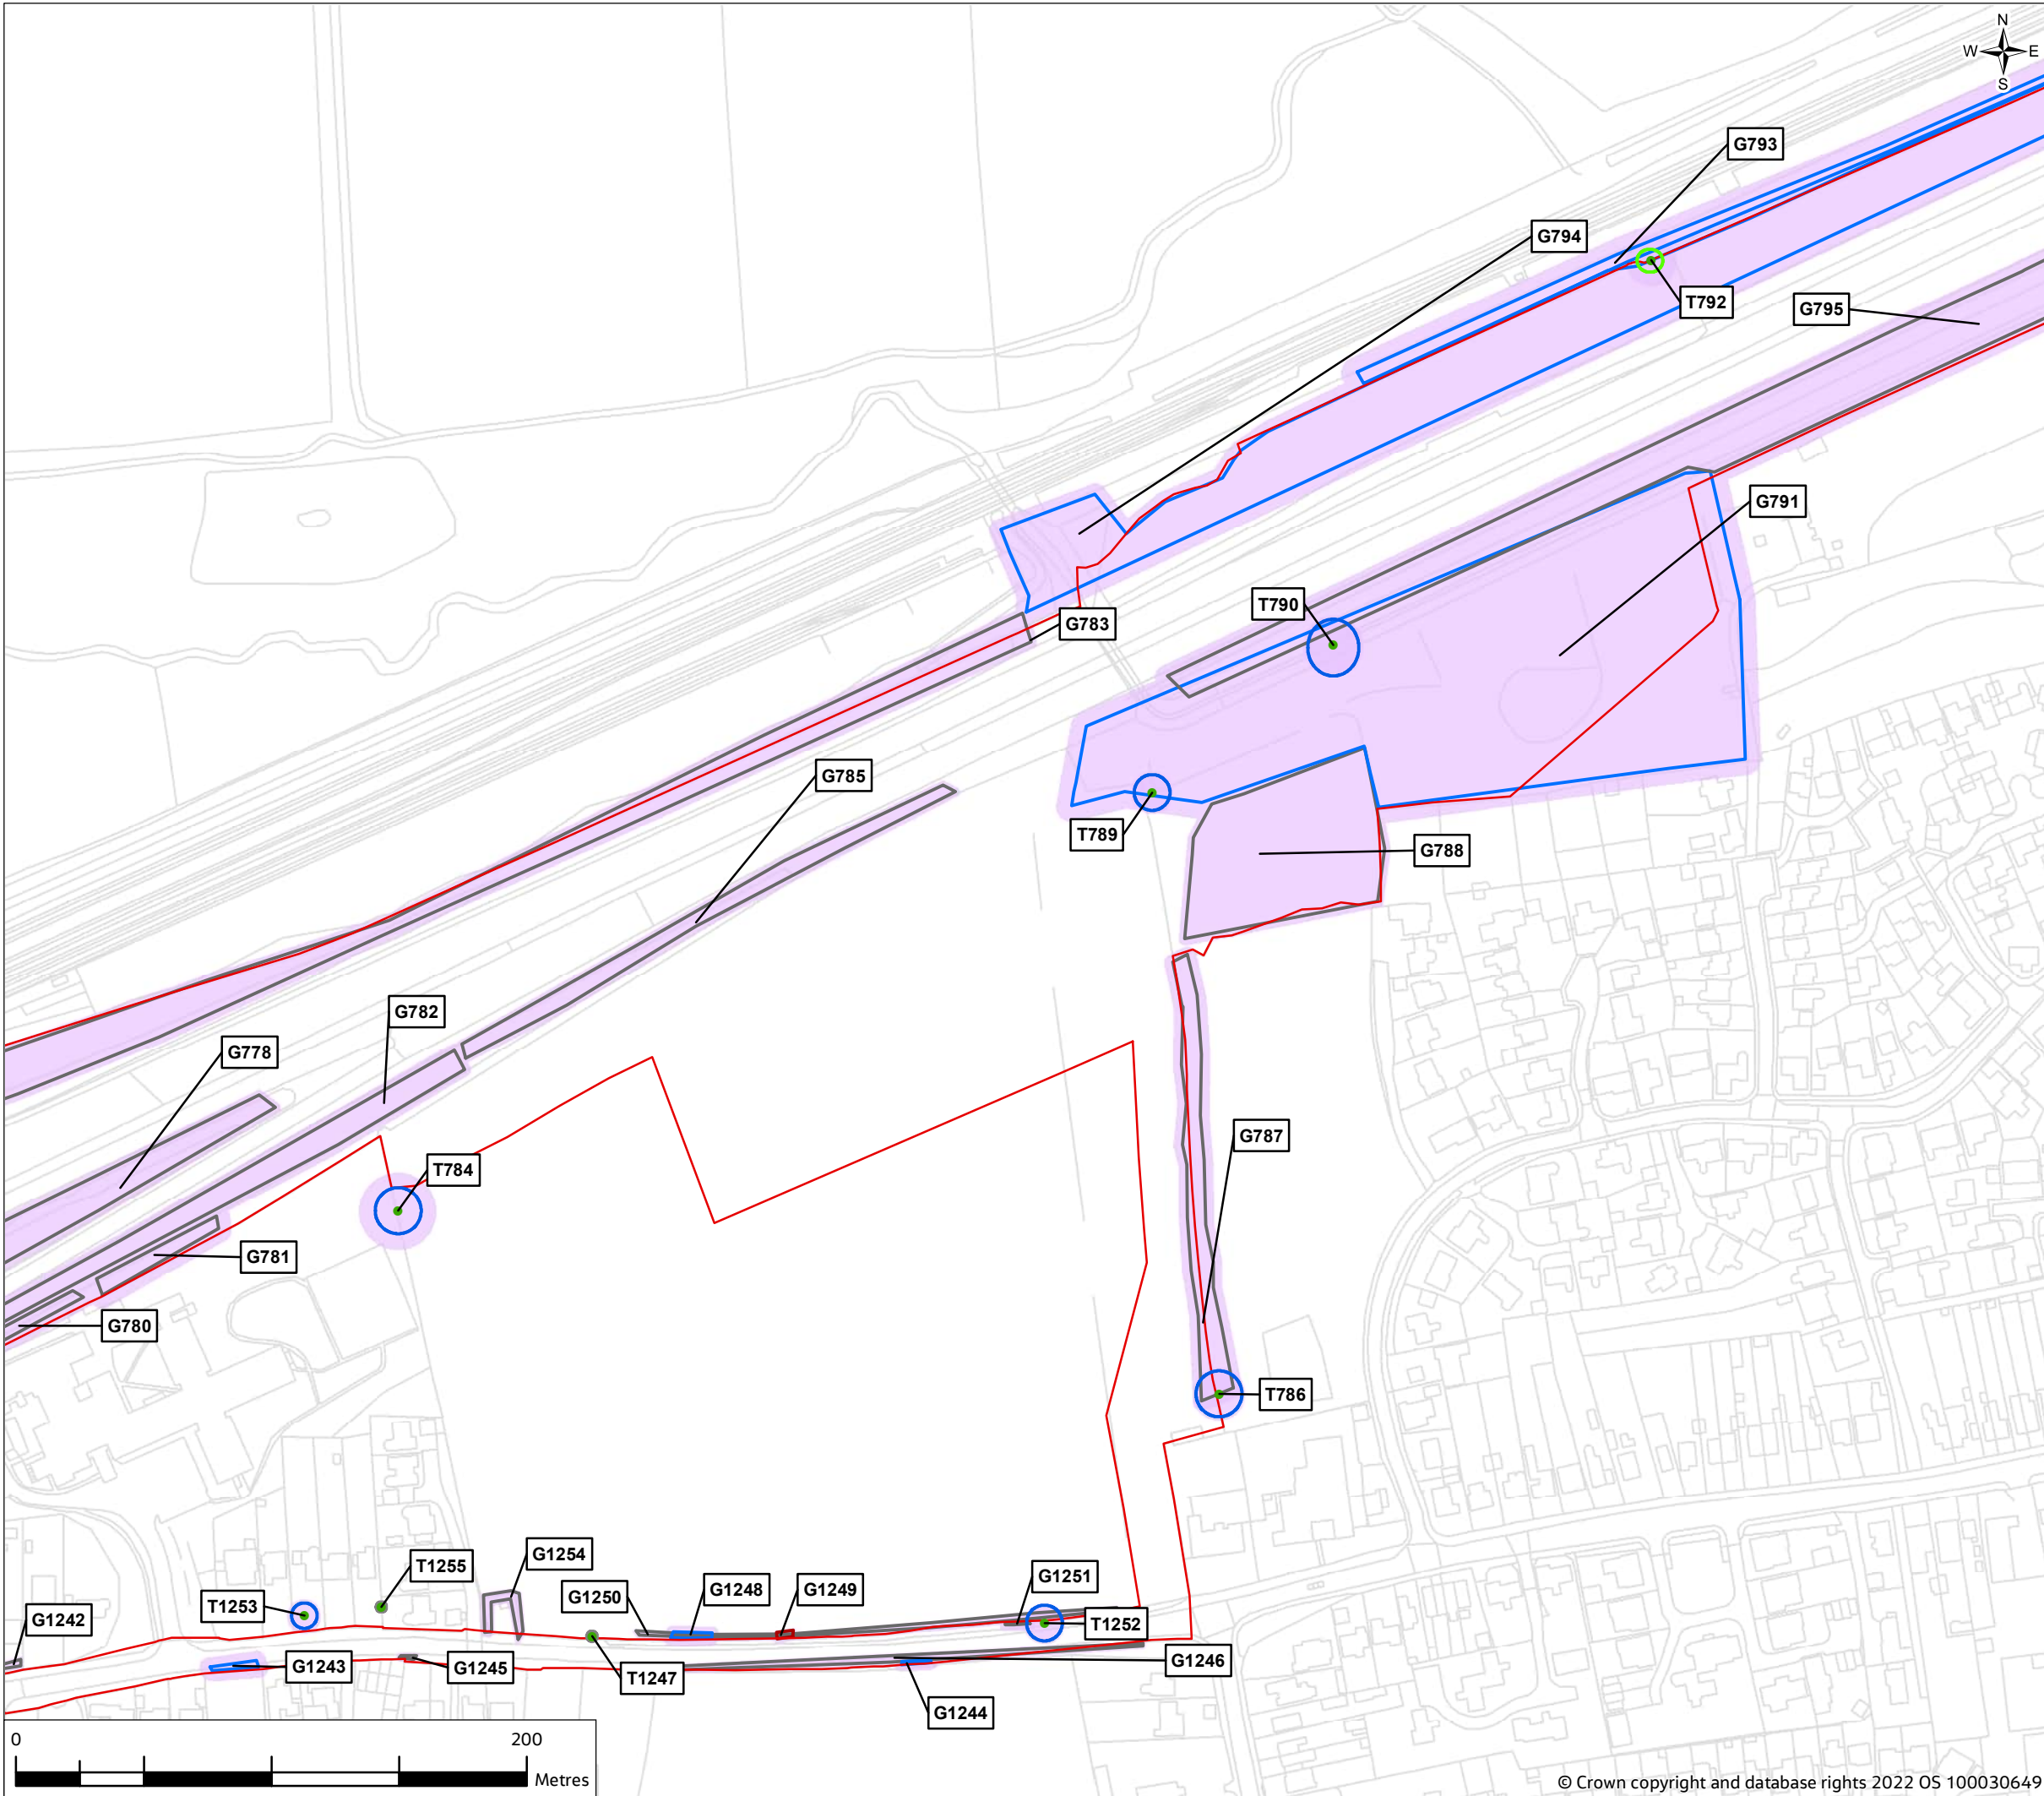 N
W E
S
G793
G794
T792
G795
G791
T790
G783
G785
T789
G788
G782
G778
G787
T784
G781
G780
T786
G1254
T1255
G1251
G1250
G1248
G1249
T1253
G1242
T1252
G1243
G1245
G1246
T1247
G1244
0 200
Metres
© Crown copyright and database rights 2022 OS 100030649